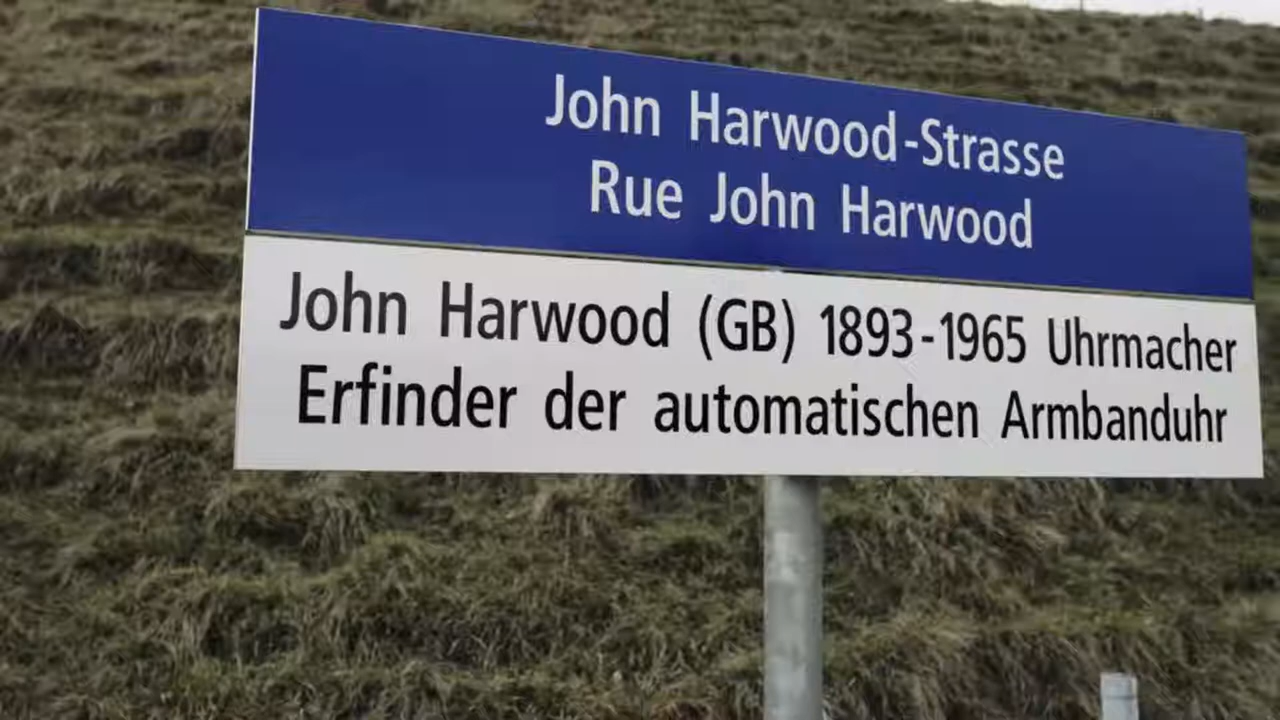 John Harwood-Strasse
Rue John Harwood
John Harwood (GB) 1893-1965 Uhrmacher
Erfinder der automatischen Armbanduhr